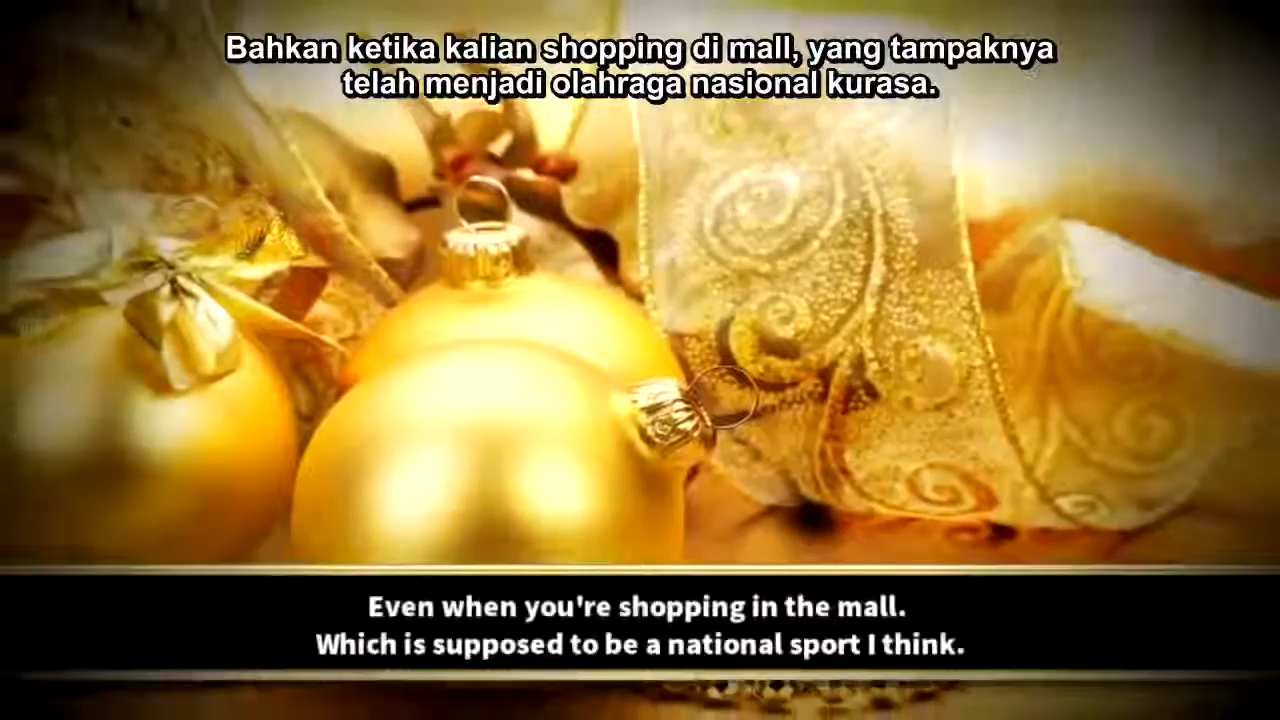 Bahkan ketika kalian shopping di mall, yang tampaknya
telah menjadi olahraga nasional kurasa.
Even when you're shopping in the mall.
Which is supposed to be a national sport I think.